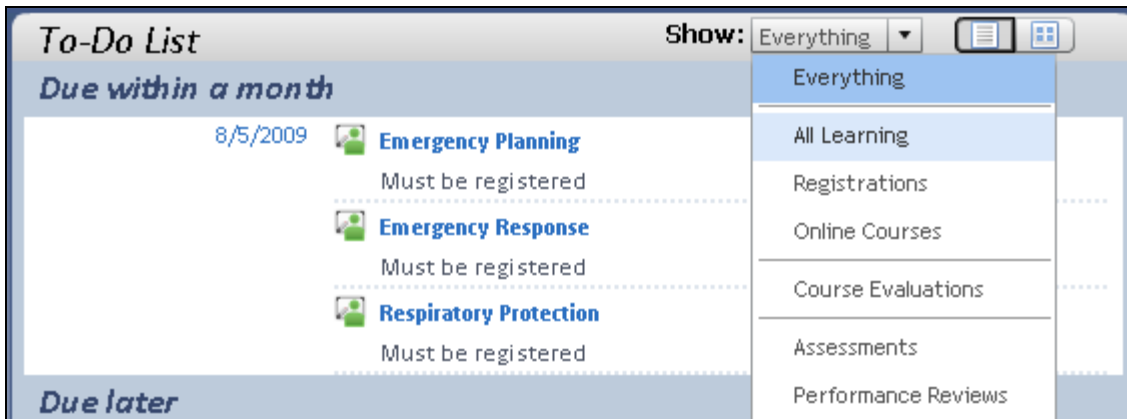 To-Do List
Show: Everything
Due within a month
Everything
8/5/2009 Emergency Planning
All Learning
Must be registered
Registrations
Emergency Response
Online Courses
Must be registered
Course Evaluations
Respiratory Protection
Assessments
Must be registered
Performance Reviews
Due later